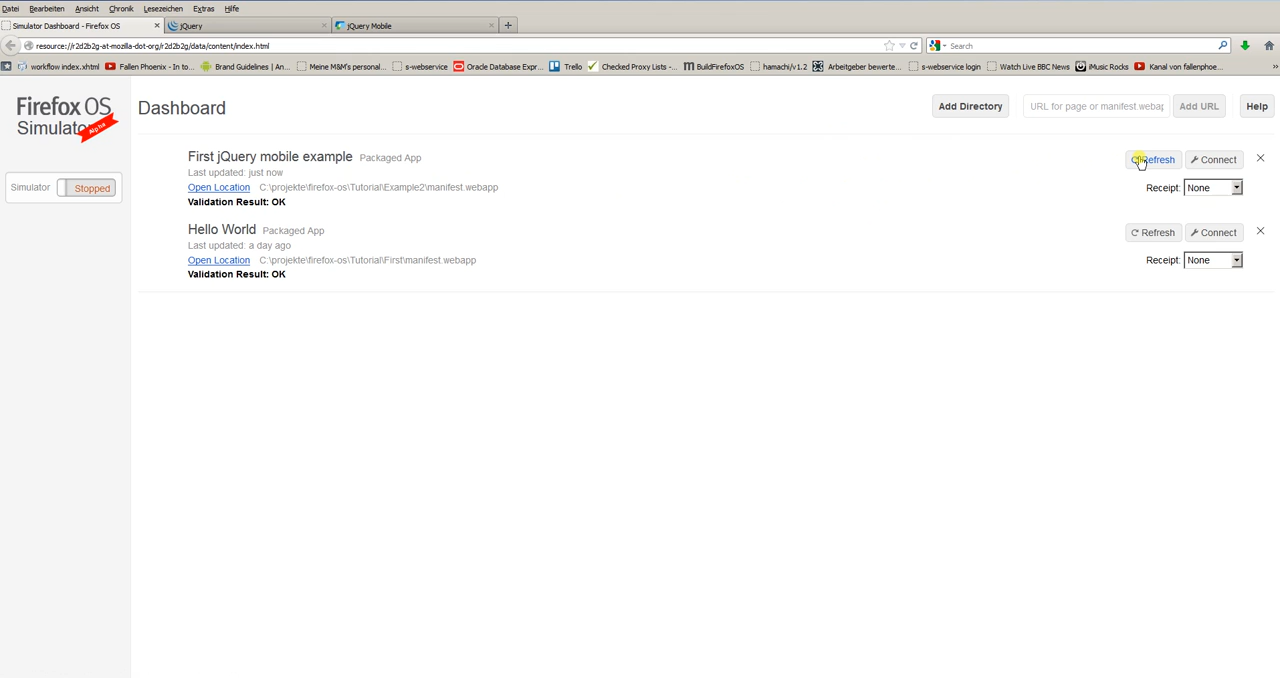 Datei Bearbeiten Ansicht Chronik Lesezeichen Extras Hilfe
Simulator Dashboard - Firefox OS × jQuery × jQuery Mobile × +
resource://r2d2b2g-at-mozilla-dot-org/r2d2b2g/data/content/index.html Search
workflow index.xhtml Fallen Phoenix - In to... Brand Guidelines | An... Meine M&M's personal... s-webservice Oracle Database Expr... Trello Checked Proxy Lists -... BuildFirefoxOS hamachi/v1.2 Arbeitgeber bewerte... s-webservice login Watch Live BBC News iMusic Rocks Kanal von fallenphoe... »
Firefox OS
Simulator
Alpha
Dashboard
Add Directory URL for page or manifest.webapp Add URL Help
Simulator Stopped
First jQuery mobile example Packaged App
Refresh Connect ×
Last updated: just now
Open Location C:\projekte\firefox-os\Tutorial\Example2\manifest.webapp
Receipt: None
Validation Result: OK
Hello World Packaged App
Refresh Connect ×
Last updated: a day ago
Open Location C:\projekte\firefox-os\Tutorial\First\manifest.webapp
Receipt: None
Validation Result: OK